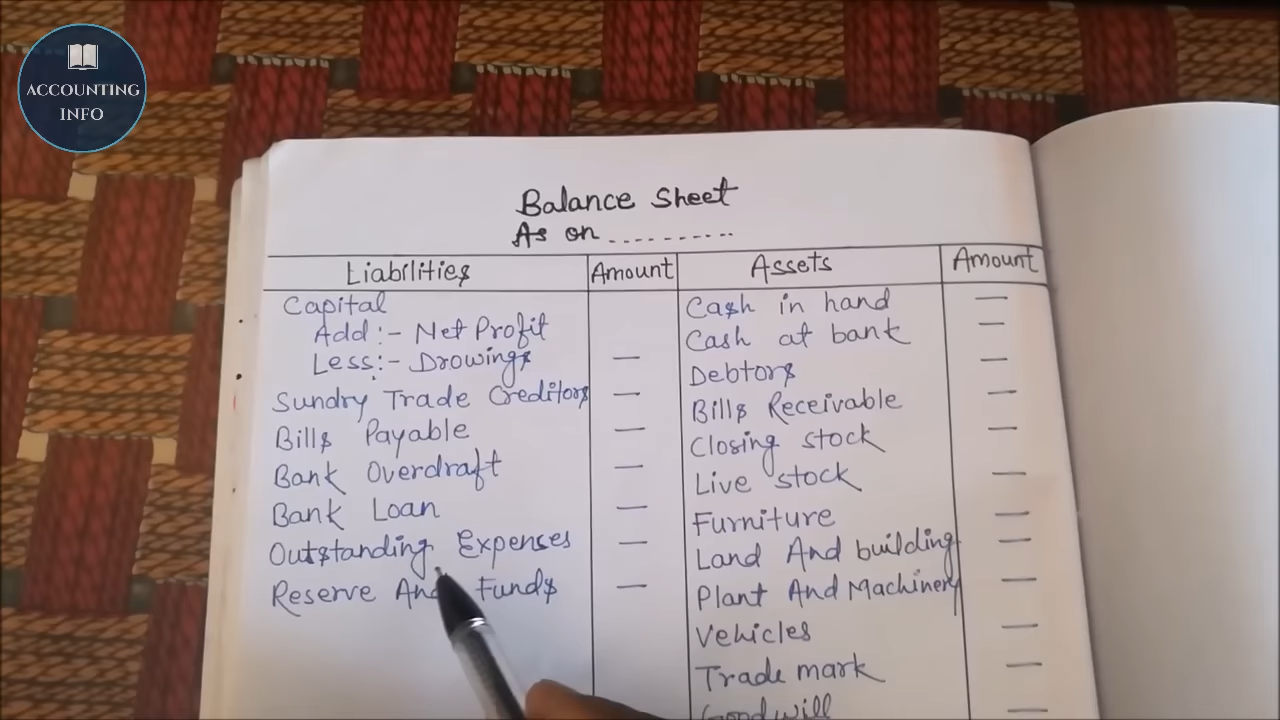 ACCOUNTING
INFO
Balance Sheet
As on ..........
Liabilities Amount Assets Amount
Capital
Add:- Net Profit
Less:- Drowings —
Sundry Trade Creditors —
Bills Payable —
Bank Overdraft —
Bank Loan —
Outstanding Expenses —
Reserve And Funds —
Cash in hand —
Cash at bank —
Debtors —
Bills Receivable —
Closing stock —
Live stock —
Furniture —
Land And building —
Plant And Machinery —
Vehicles —
Trade mark —
Goodwill —